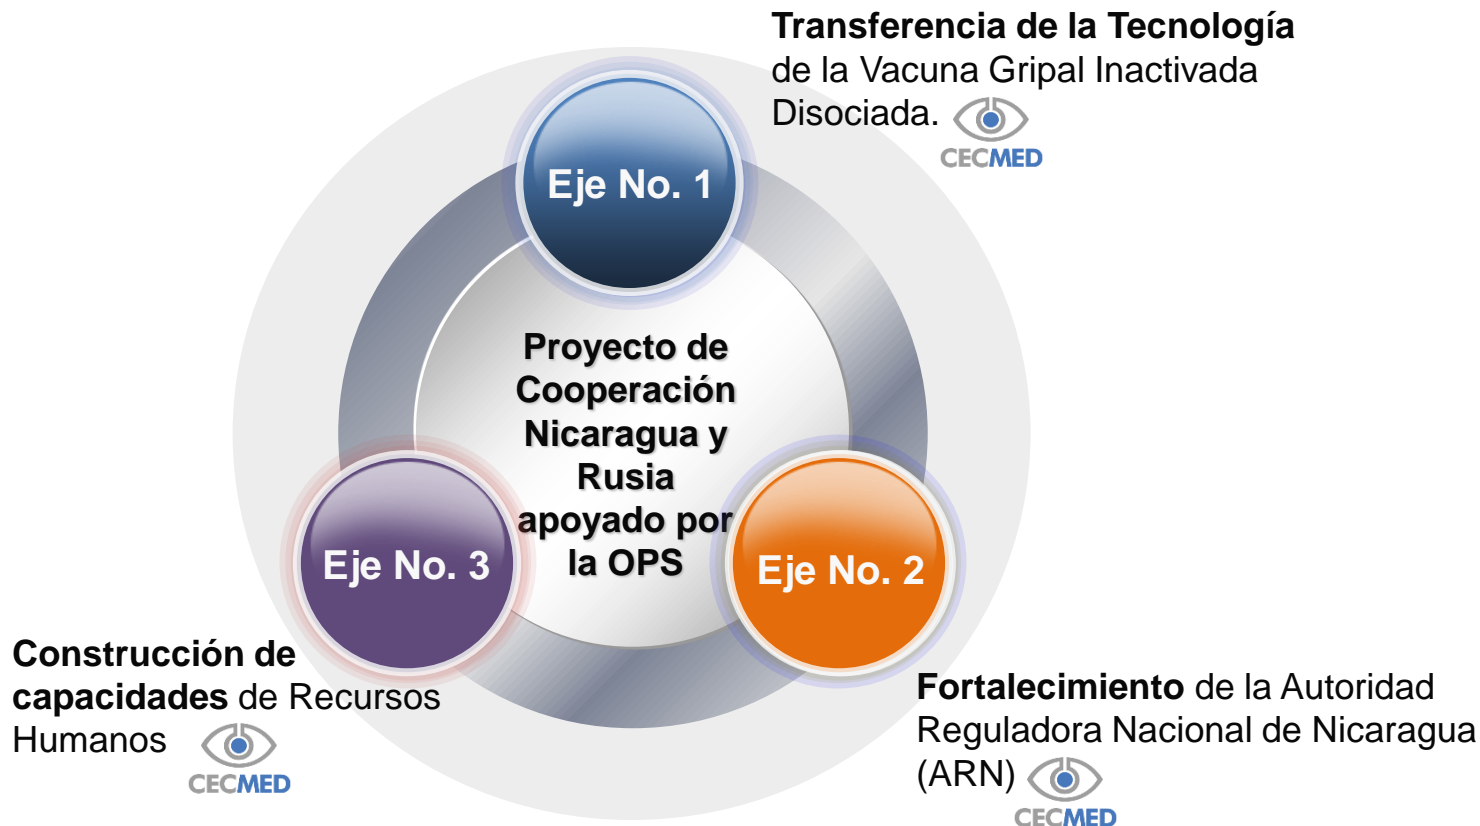 Transferencia de la Tecnología
de la Vacuna Gripal Inactivada
Disociada.
CECMED
Eje No. 1
Proyecto de
Cooperación
Nicaragua y
Rusia
apoyado por
la OPS
Eje No. 3
Eje No. 2
Construcción de
capacidades de Recursos
Humanos
CECMED
Fortalecimiento de la Autoridad
Reguladora Nacional de Nicaragua
(ARN)
CECMED